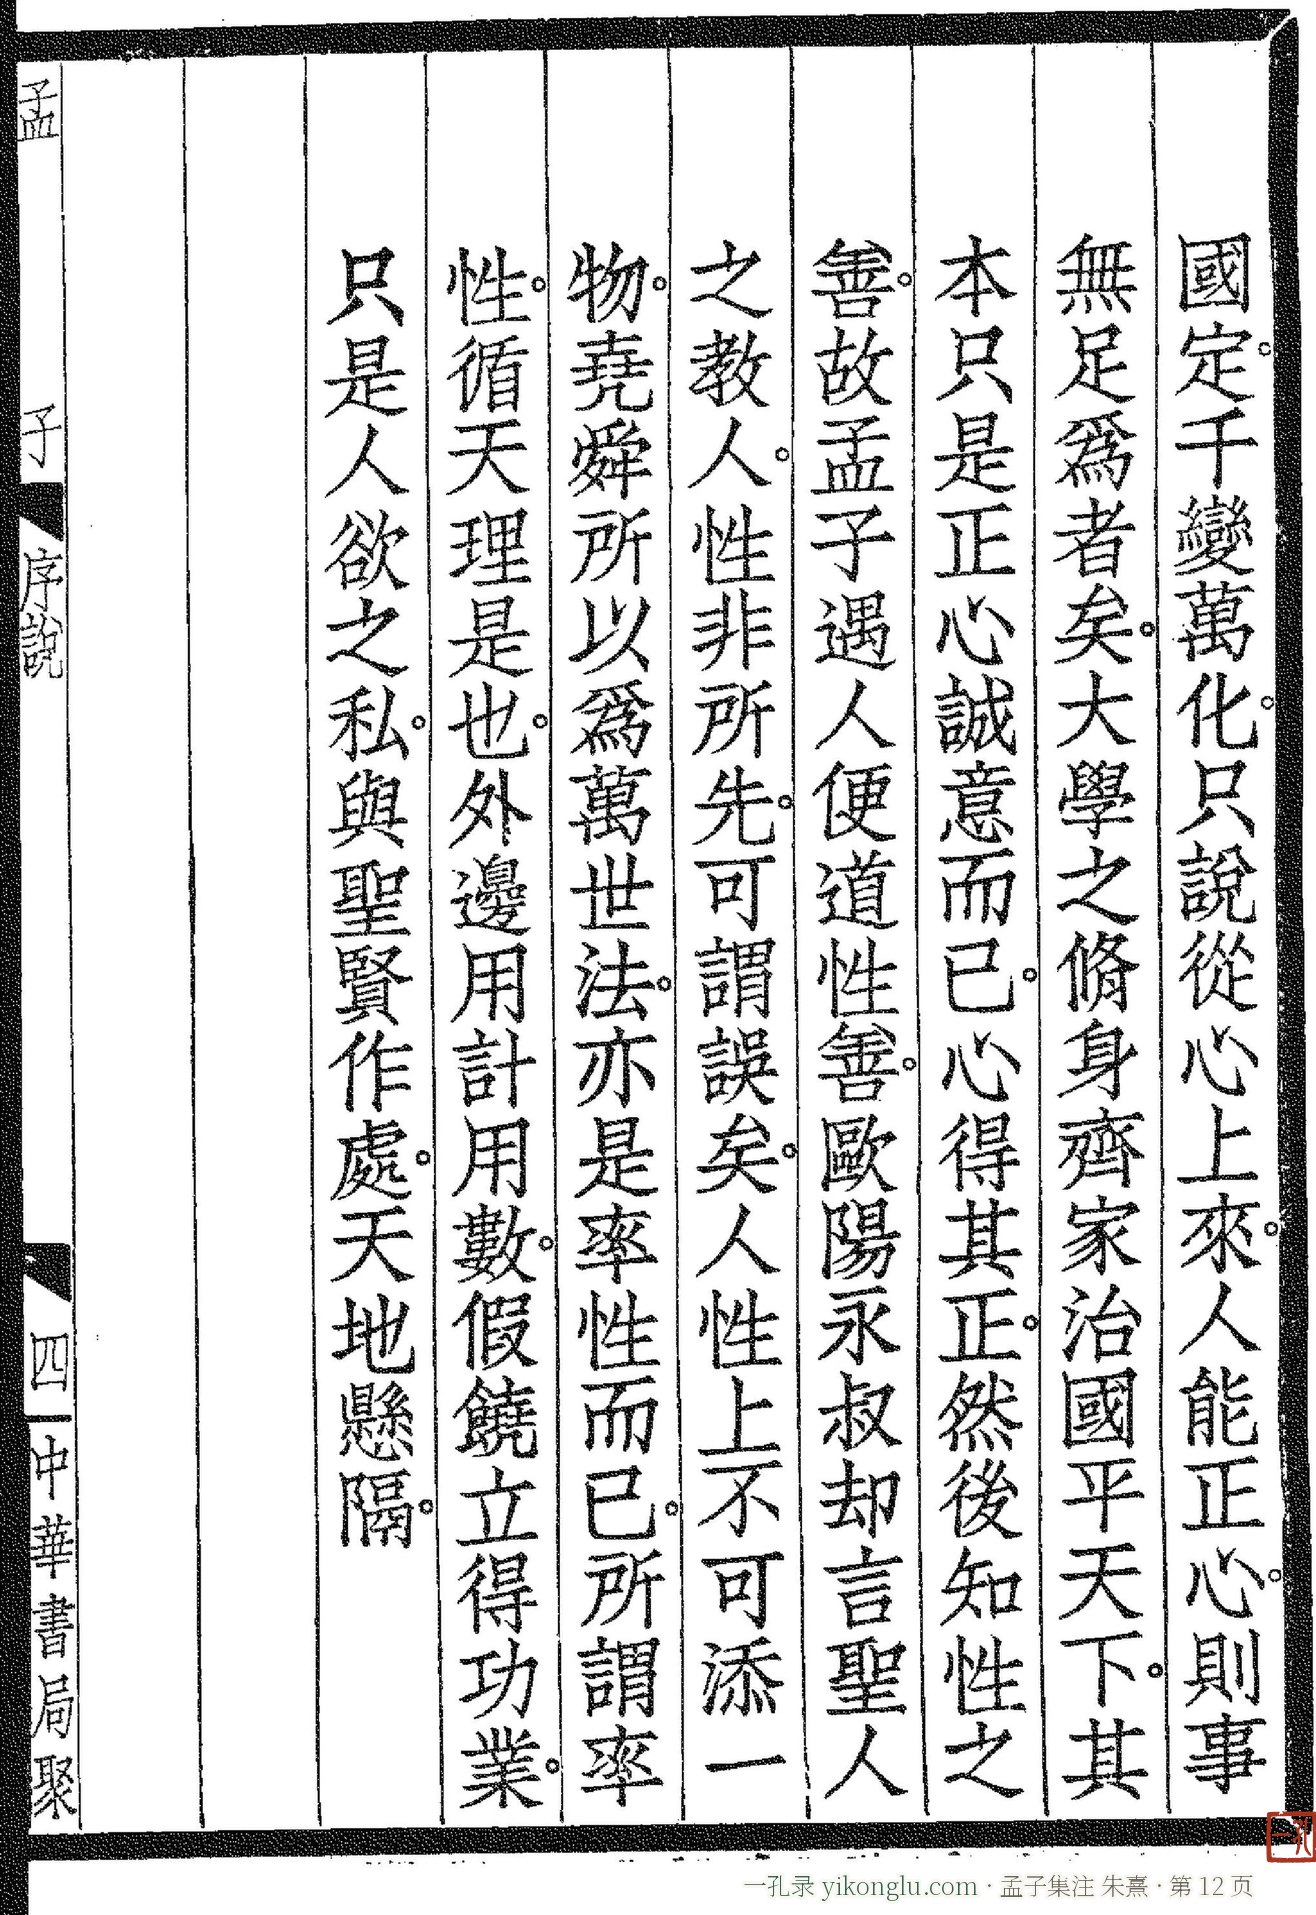 國定。千變萬化。只說從心上來。人能正心。則事
無足爲者矣。大學之脩身齊家治國平天下。其
本只是正心誠意而已。心得其正。然後知性之
善。故孟子遇人便道性善。歐陽永叔却言聖人
之教人。性非所先。可謂誤矣。人性上不可添一
物。堯舜所以爲萬世法。亦是率性而已。所謂率
性。循天理是也。外邊用計用數。假饒立得功業。
只是人欲之私。與聖賢作處。天地懸隔。
孟子 序說 四 中華書局聚
一孔录 yikonglu.com · 孟子集注 朱熹 · 第 12 页